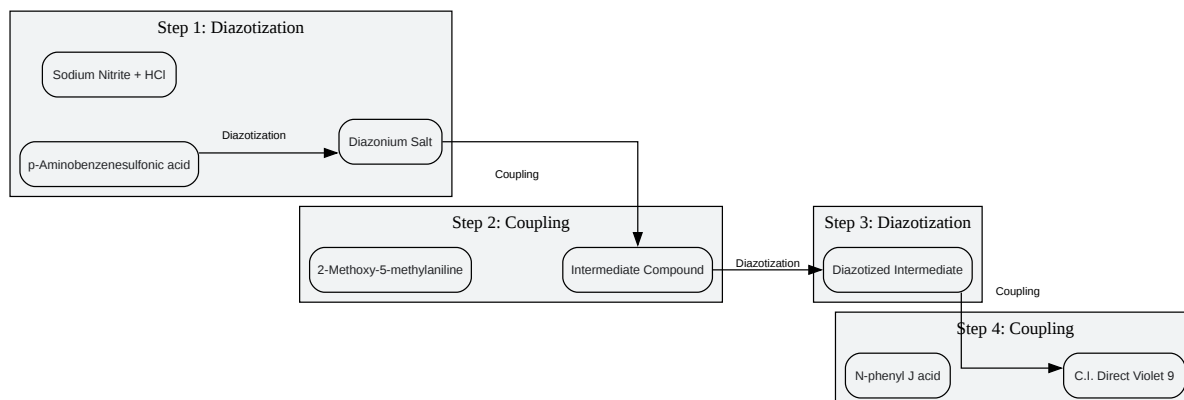 Step 1: Diazotization
Sodium Nitrite + HCl
p-Aminobenzenesulfonic acid
Diazotization
Diazonium Salt
Coupling
Step 2: Coupling
2-Methoxy-5-methylaniline
Intermediate Compound
Diazotization
Step 3: Diazotization
Diazotized Intermediate
Coupling
Step 4: Coupling
N-phenyl J acid
C.I. Direct Violet 9